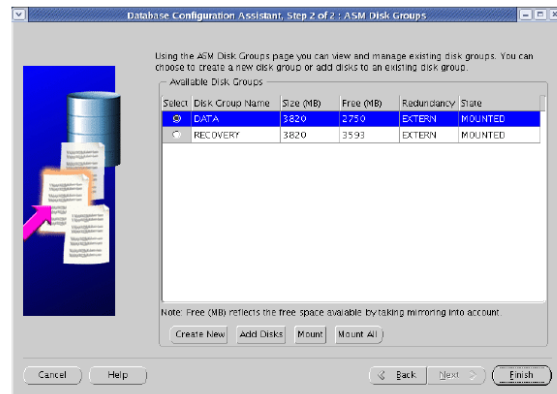 Database Configuration Assistant, Step 2 of 2 : ASM Disk Groups
Using the ASM Disk Groups page you can view and manage existing disk groups. You can
choose to create a new disk group or add disks to an existing disk group.
Available Disk Groups
Select Disk Group Name Size (MB) Free (MB) Redundancy State
DATA 3820 2750 EXTERN MOUNTED
RECOVERY 3820 3593 EXTERN MOUNTED
Note: Free (MB) reflects the free space available by taking mirroring into account.
Create New Add Disks Mount Mount All
Cancel Help Back Next Finish